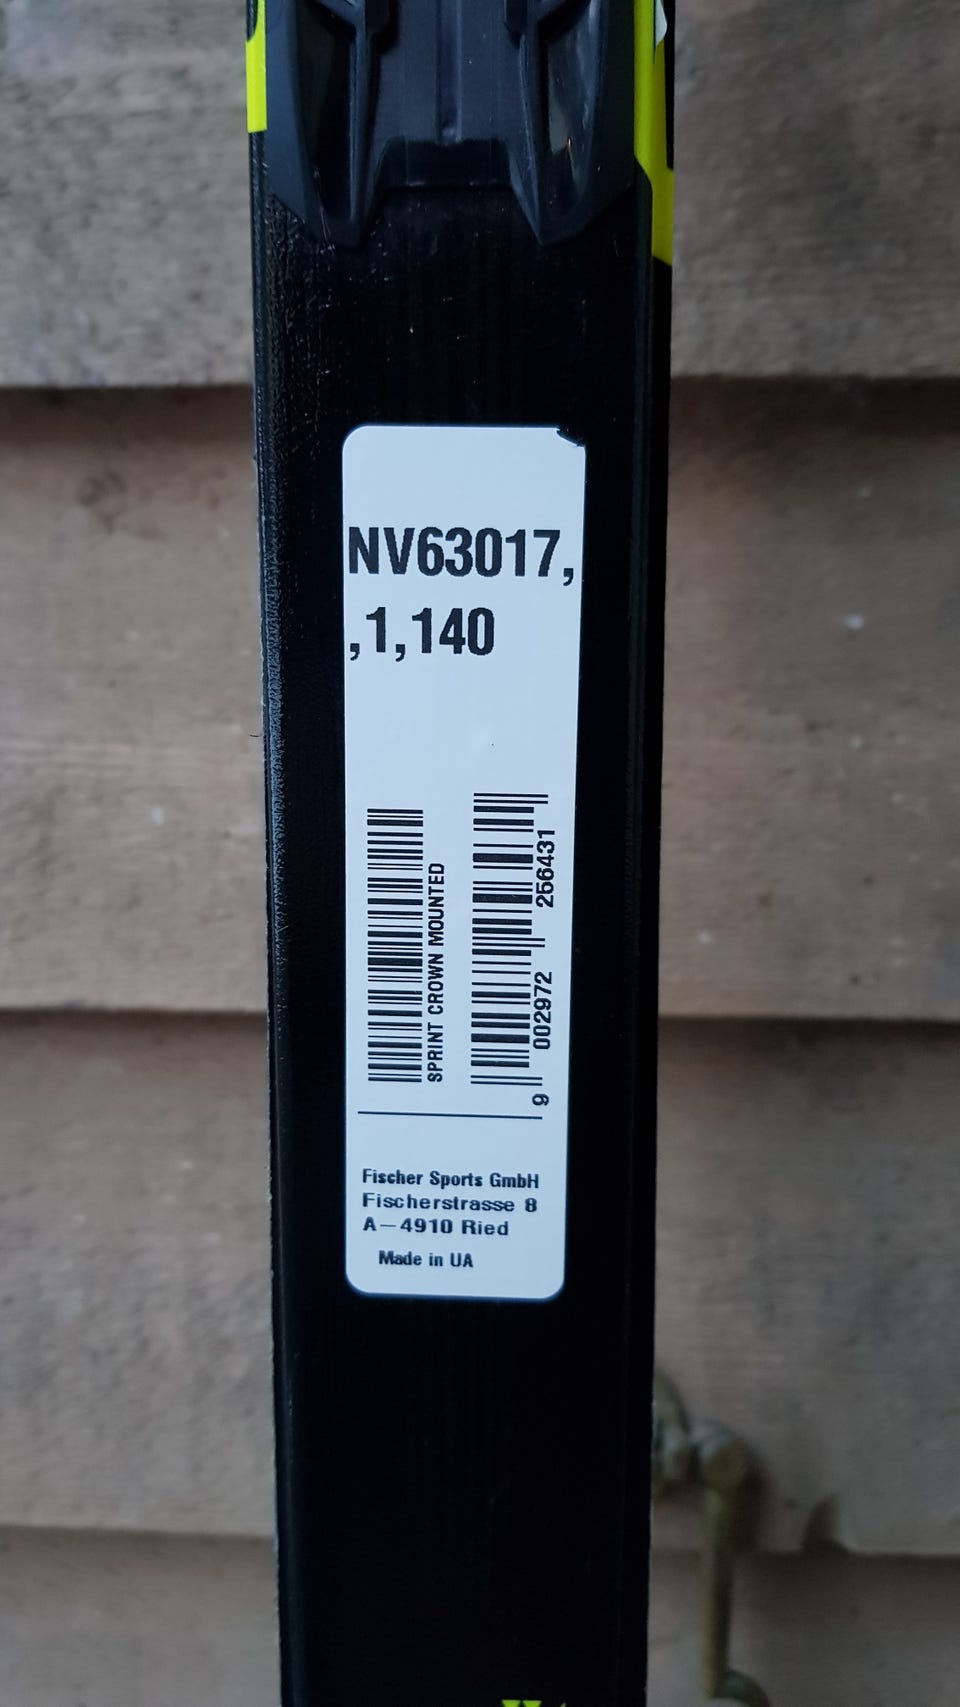 NV63017,
,1,140
SPRINT CROWN MOUNTED
9 002972 256431
Fischer Sports GmbH
Fischerstrasse 8
A-4910 Ried
Made in UA